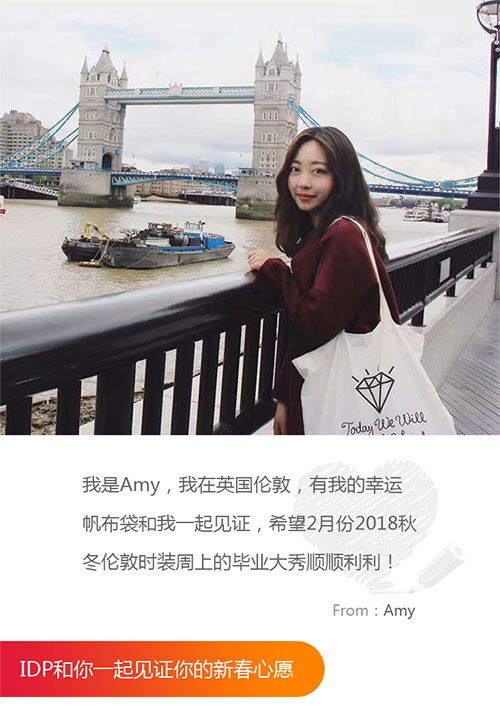 Today We Will
我是Amy，我在英国伦敦，有我的幸运
帆布袋和我一起见证，希望2月份2018秋
冬伦敦时装周上的毕业大秀顺顺利利！
From：Amy
IDP和你一起见证你的新春心愿